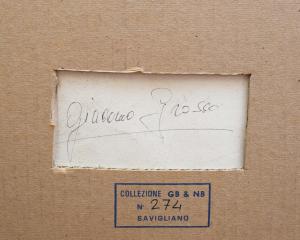 Giacomo Grosso
COLLEZIONE GB & NB
N° 274
SAVIGLIANO